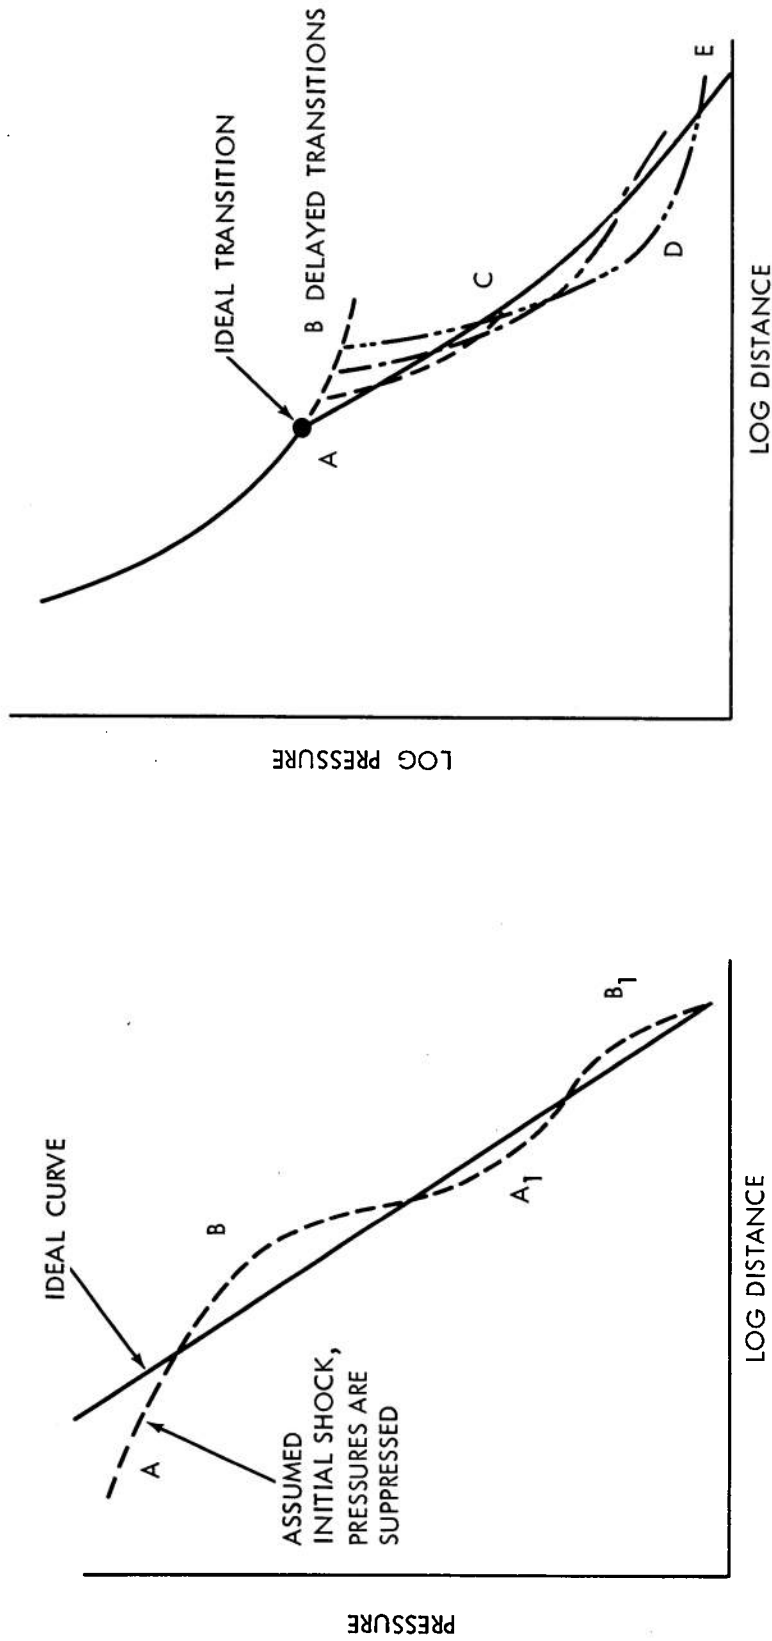 IDEAL CURVE
A
B
ASSUMED
INITIAL SHOCK,
PRESSURES ARE
SUPPRESSED
A1
B1
PRESSURE
LOG DISTANCE
IDEAL TRANSITION
A
B DELAYED TRANSITIONS
C
D
E
LOG PRESSURE
LOG DISTANCE